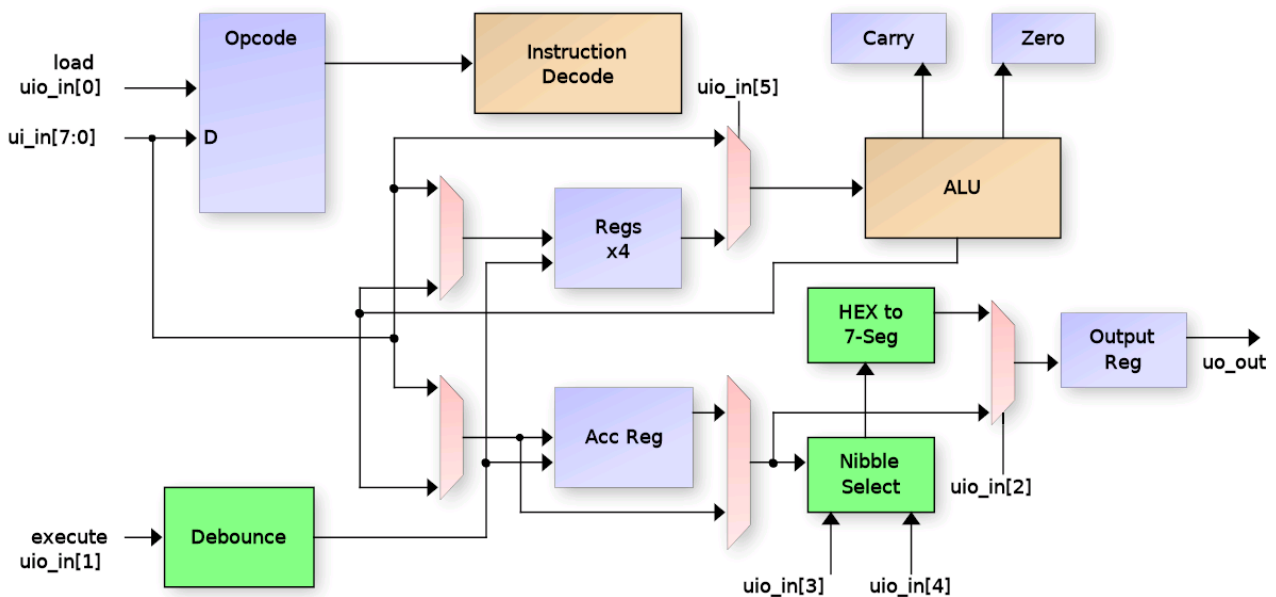 load
uio_in[0]
ui_in[7:0]
Opcode
D
Instruction
Decode
uio_in[5]
Carry
Zero
ALU
Regs
x4
HEX to
7-Seg
Output
Reg
uo_out
Acc Reg
Nibble
Select
uio_in[2]
execute
uio_in[1]
Debounce
uio_in[3]
uio_in[4]